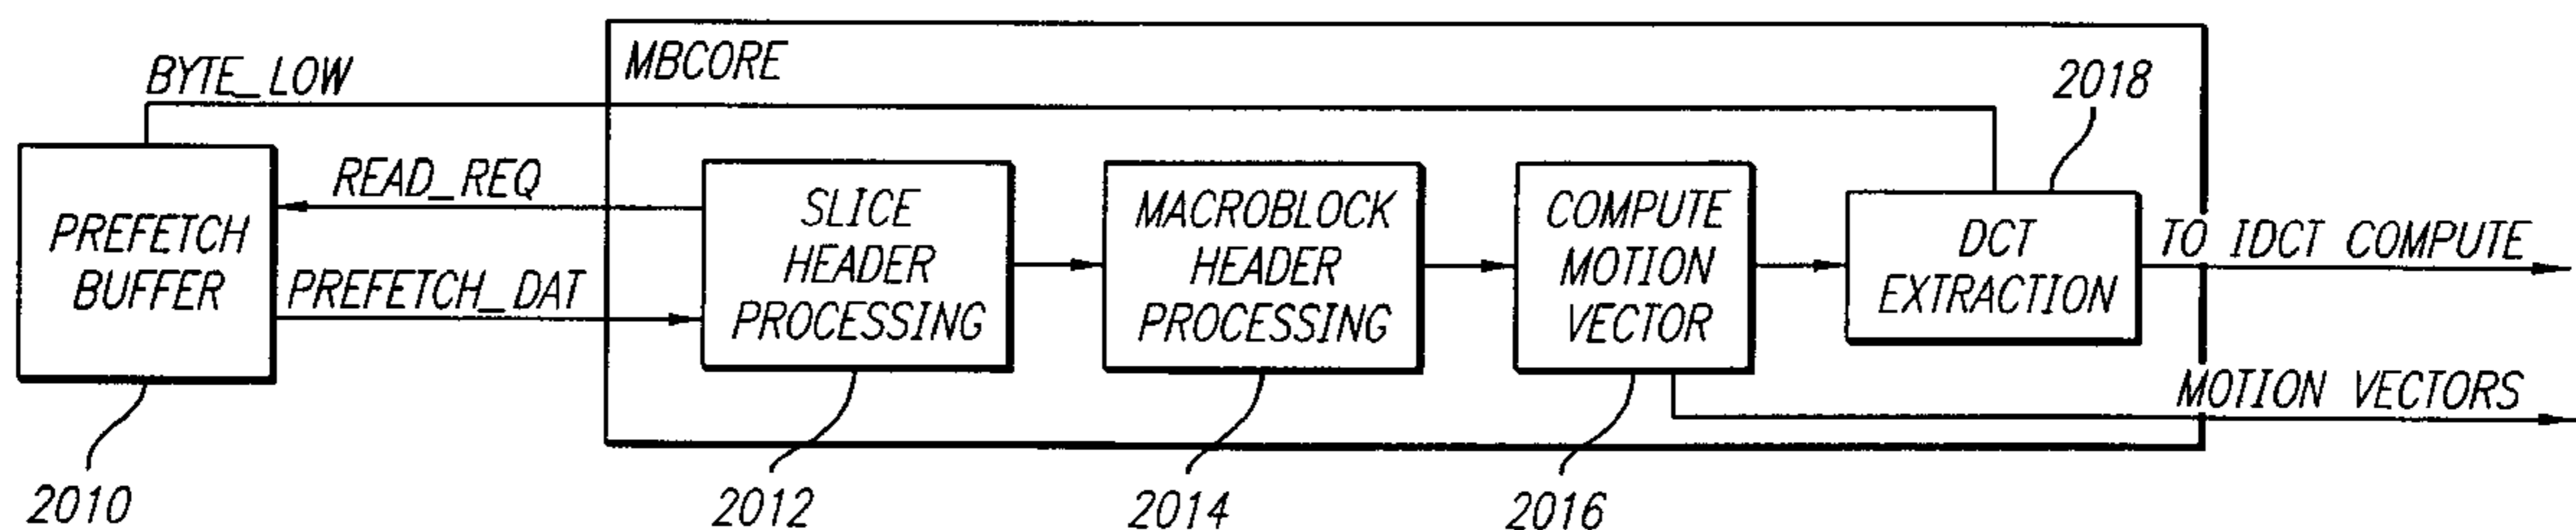 MBCORE
BYTE_LOW
2018
READ_REQ
PREFETCH
BUFFER
PREFETCH_DAT
SLICE
HEADER
PROCESSING
MACROBLOCK
HEADER
PROCESSING
COMPUTE
MOTION
VECTOR
DCT
EXTRACTION
TO IDCT COMPUTE
MOTION VECTORS
2010
2012
2014
2016